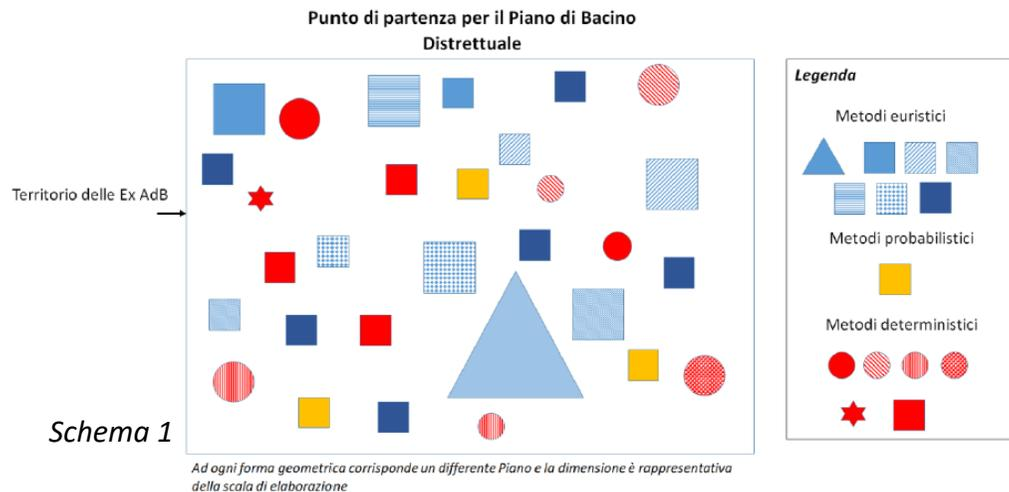 Punto di partenza per il Piano di Bacino
Distrettuale
Legenda
Metodi euristici
Territorio delle Ex AdB
Metodi probabilistici
Metodi deterministici
Schema 1
Ad ogni forma geometrica corrisponde un differente Piano e la dimensione è rappresentativa
della scala di elaborazione